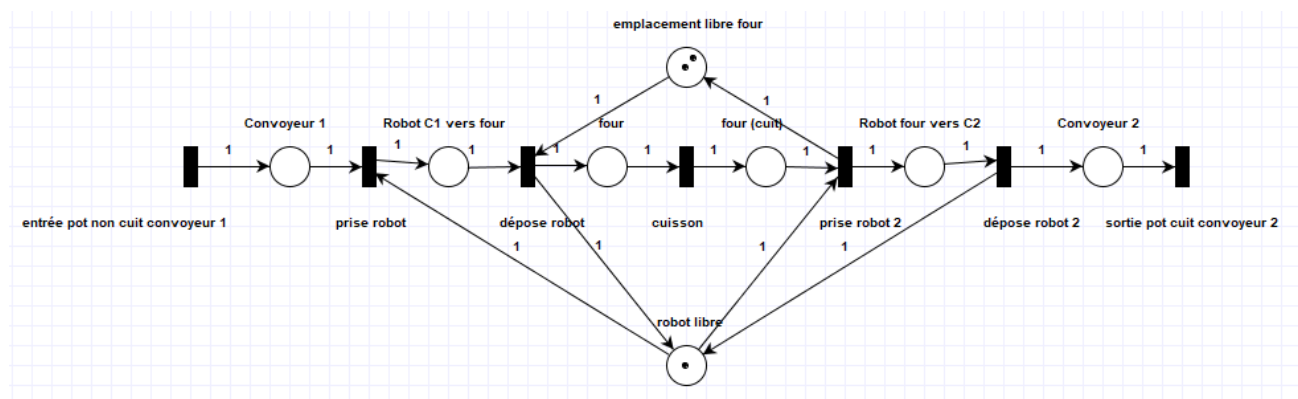 emplacement libre four
1
1
Convoyeur 1
Robot C1 vers four
four
four (cuit)
Robot four vers C2
Convoyeur 2
1
1
1
1
1
1
1
1
1
1
1
1
entrée pot non cuit convoyeur 1
prise robot
dépose robot
cuisson
prise robot 2
dépose robot 2
sortie pot cuit convoyeur 2
1
1
1
1
robot libre